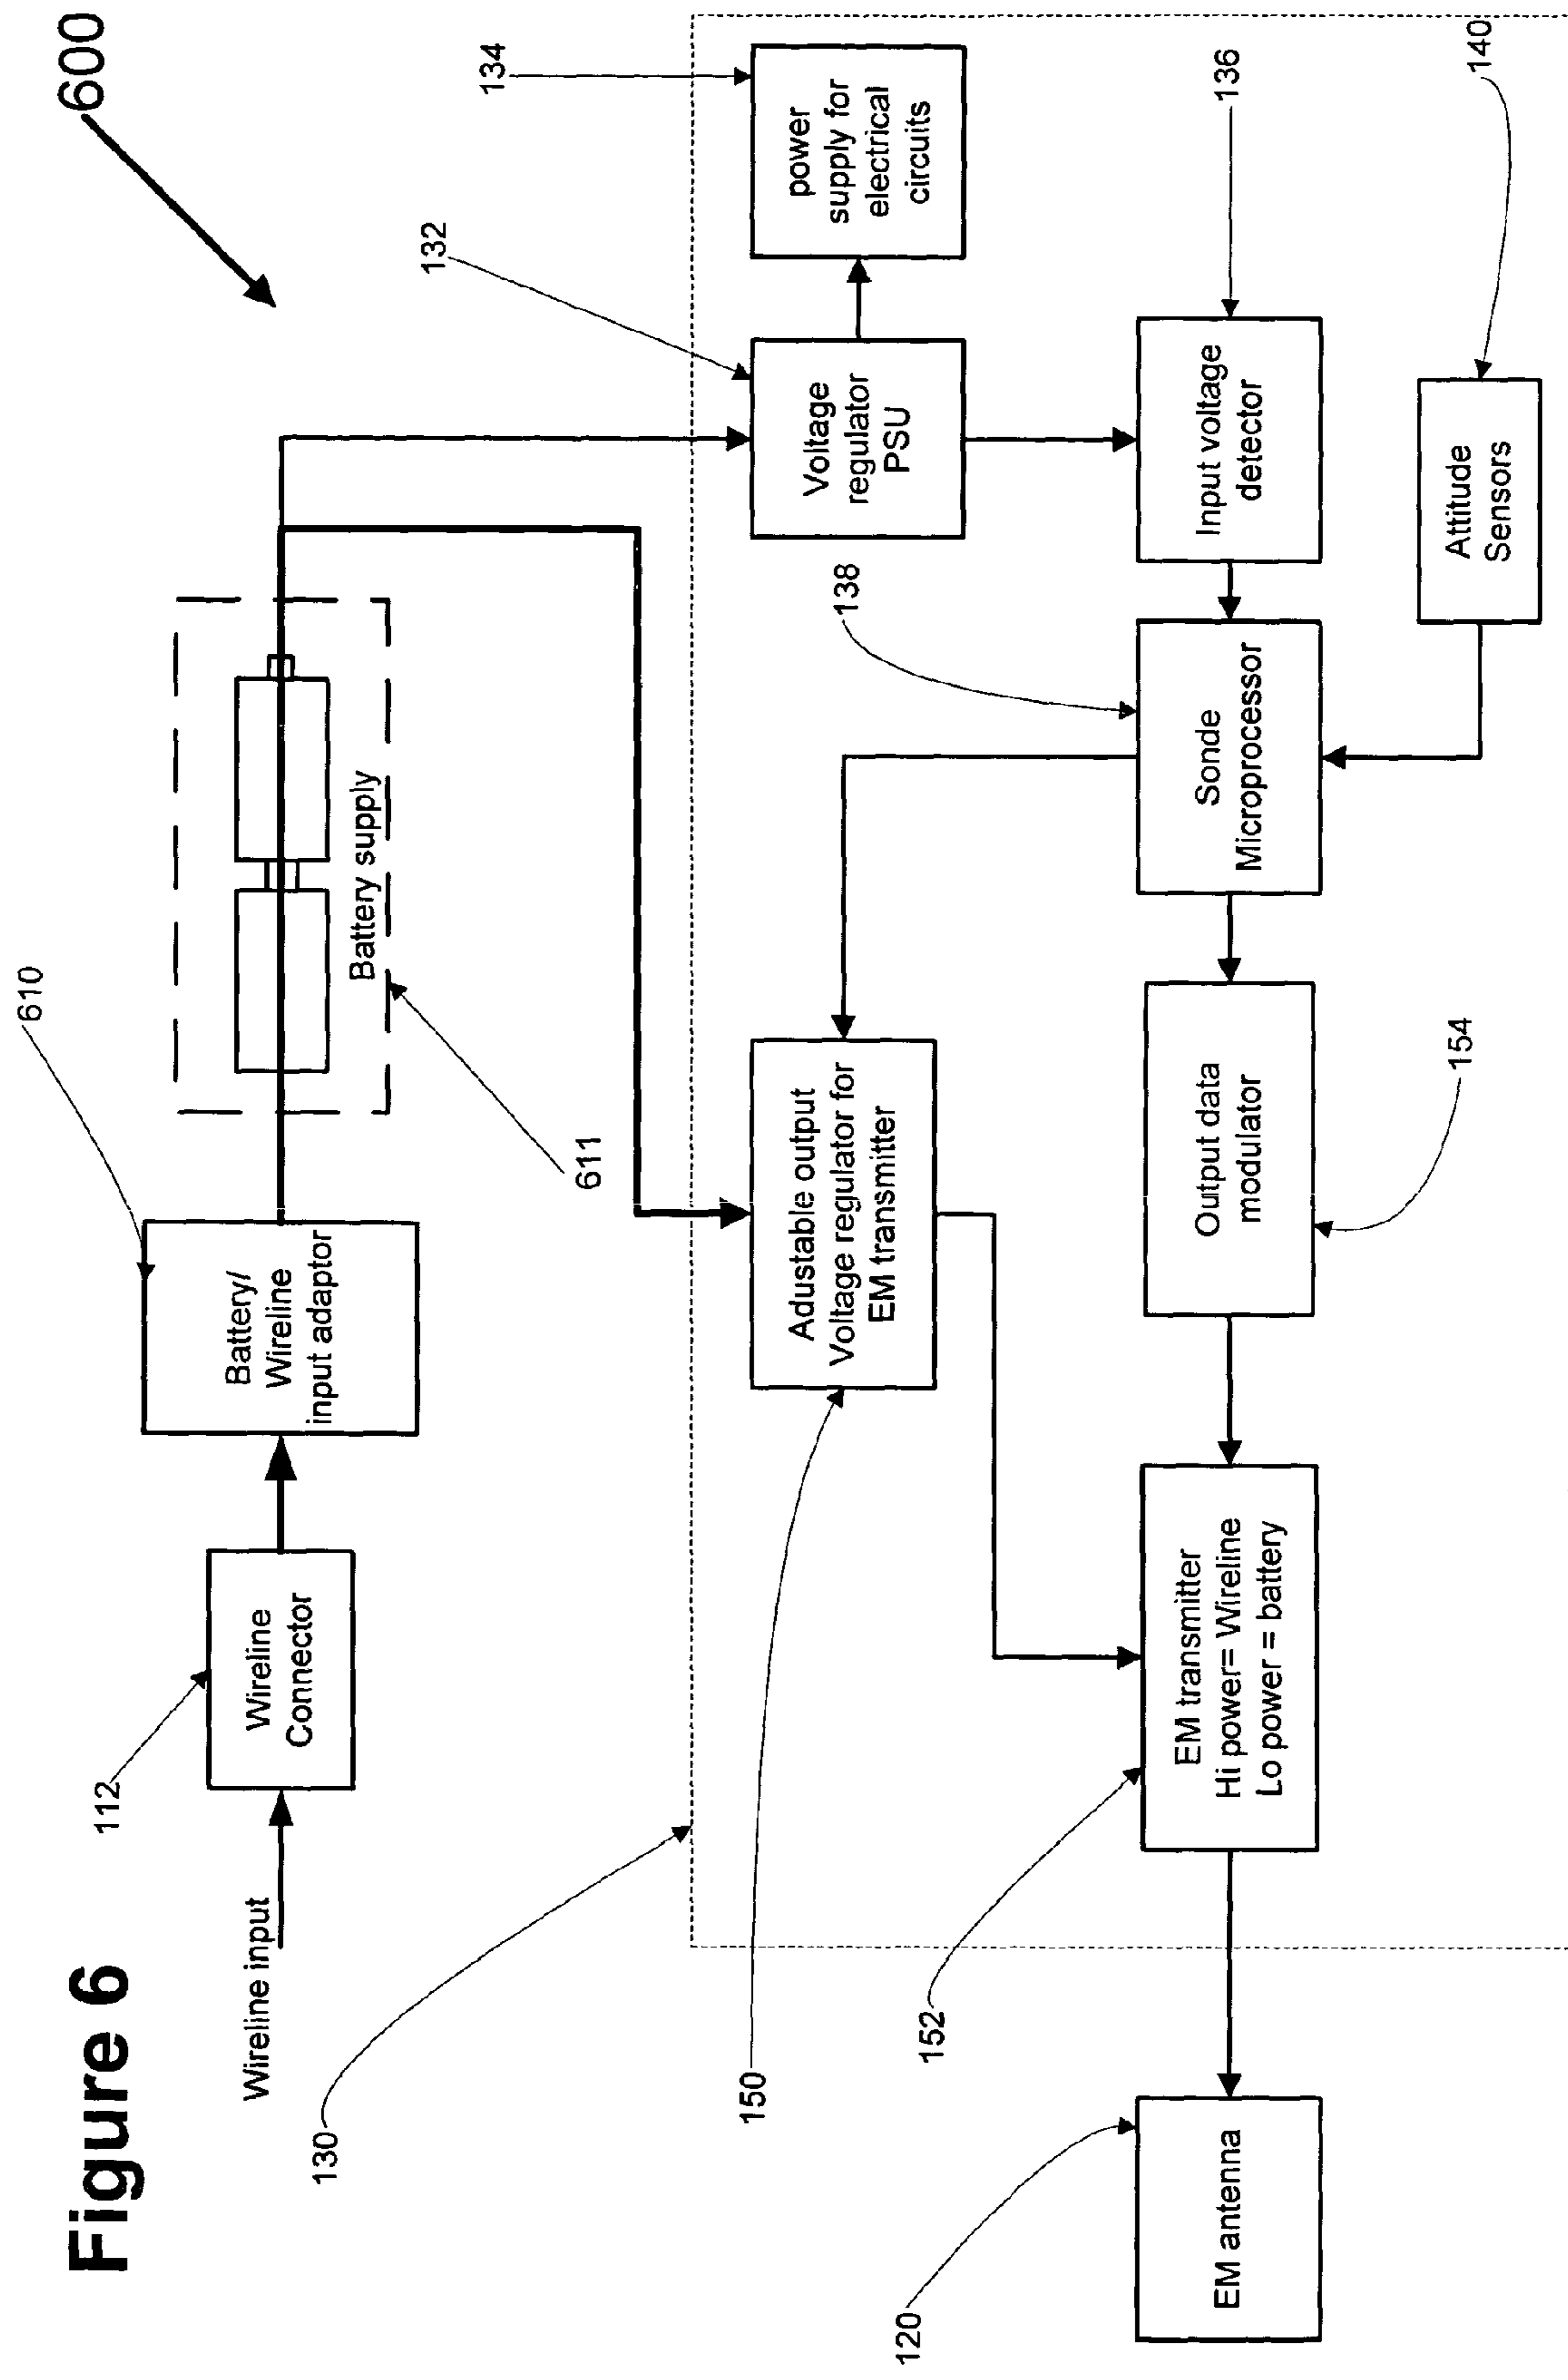 Figure 6
600
Wireline input
112
Wireline
Connector
610
Battery/
Wireline
input adaptor
Battery supply
611
130
132
134
Voltage
regulator
PSU
power
supply for
electrical
circuits
150
Adustable output
Voltage regulator for
EM transmitter
138
136
120
EM antenna
152
EM transmitter
Hi power= Wireline
Lo power = battery
Output data
modulator
154
Sonde
Microprocessor
Input voltage
detector
140
Attitude
Sensors